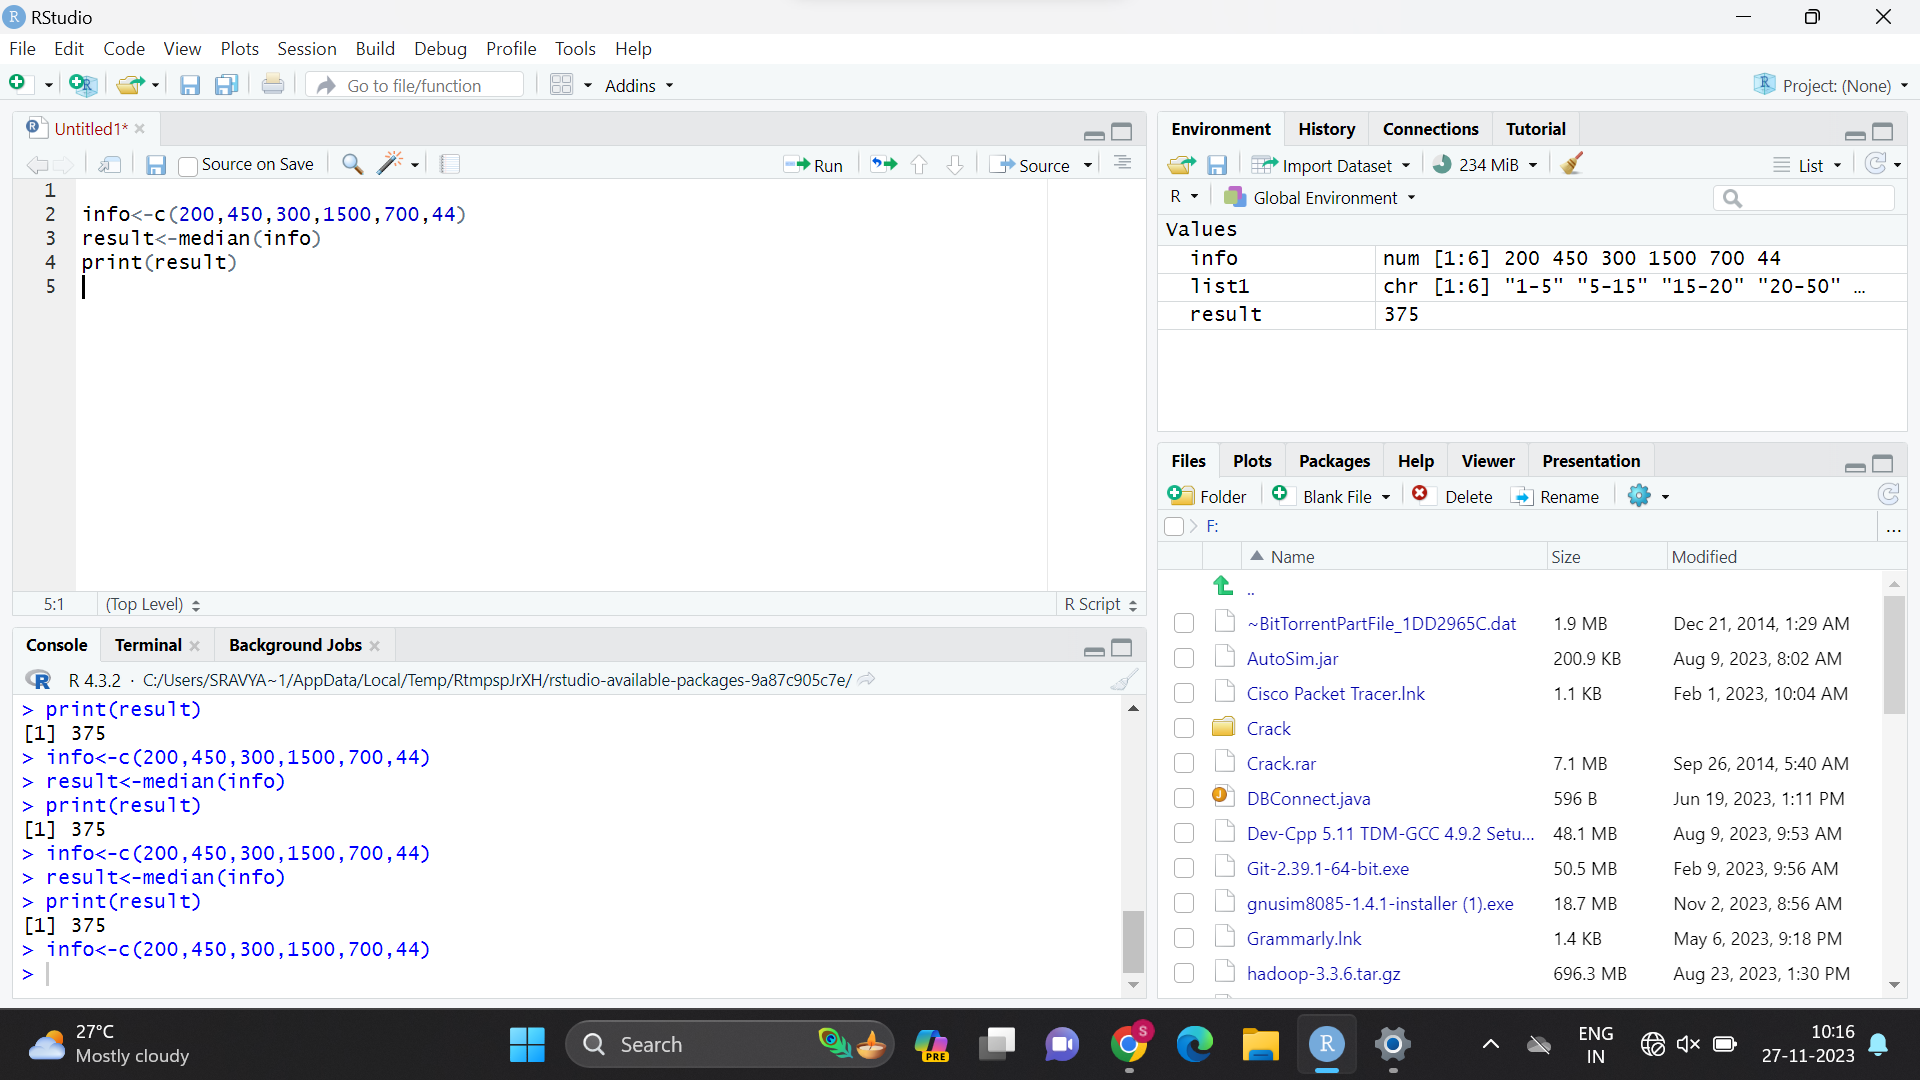 RStudio
File Edit Code View Plots Session Build Debug Profile Tools Help
Go to file/function Addins Project: (None)
Untitled1*
Source on Save Run Source
1
2 info<-c(200,450,300,1500,700,44)
3 result<-median(info)
4 print(result)
5
5:1 (Top Level) R Script
Console Terminal Background Jobs
R 4.3.2 · C:/Users/SRAVYA~1/AppData/Local/Temp/RtmpspJrXH/rstudio-available-packages-9a87c905c7e/
> print(result)
[1] 375
> info<-c(200,450,300,1500,700,44)
> result<-median(info)
> print(result)
[1] 375
> info<-c(200,450,300,1500,700,44)
> result<-median(info)
> print(result)
[1] 375
> info<-c(200,450,300,1500,700,44)
>
Environment History Connections Tutorial
Import Dataset 234 MiB List
R Global Environment
Values
info num [1:6] 200 450 300 1500 700 44
list1 chr [1:6] "1-5" "5-15" "15-20" "20-50" ...
result 375
Files Plots Packages Help Viewer Presentation
Folder Blank File Delete Rename
F: ...
Name Size Modified
..
~BitTorrentPartFile_1DD2965C.dat 1.9 MB Dec 21, 2014, 1:29 AM
AutoSim.jar 200.9 KB Aug 9, 2023, 8:02 AM
Cisco Packet Tracer.lnk 1.1 KB Feb 1, 2023, 10:04 AM
Crack
Crack.rar 7.1 MB Sep 26, 2014, 5:40 AM
DBConnect.java 596 B Jun 19, 2023, 1:11 PM
Dev-Cpp 5.11 TDM-GCC 4.9.2 Setu... 48.1 MB Aug 9, 2023, 9:53 AM
Git-2.39.1-64-bit.exe 50.5 MB Feb 9, 2023, 9:56 AM
gnusim8085-1.4.1-installer (1).exe 18.7 MB Nov 2, 2023, 8:56 AM
Grammarly.lnk 1.4 KB May 6, 2023, 9:18 PM
hadoop-3.3.6.tar.gz 696.3 MB Aug 23, 2023, 1:30 PM
27°C
Mostly cloudy
Search
PRE
S
R
ENG
IN
10:16
27-11-2023